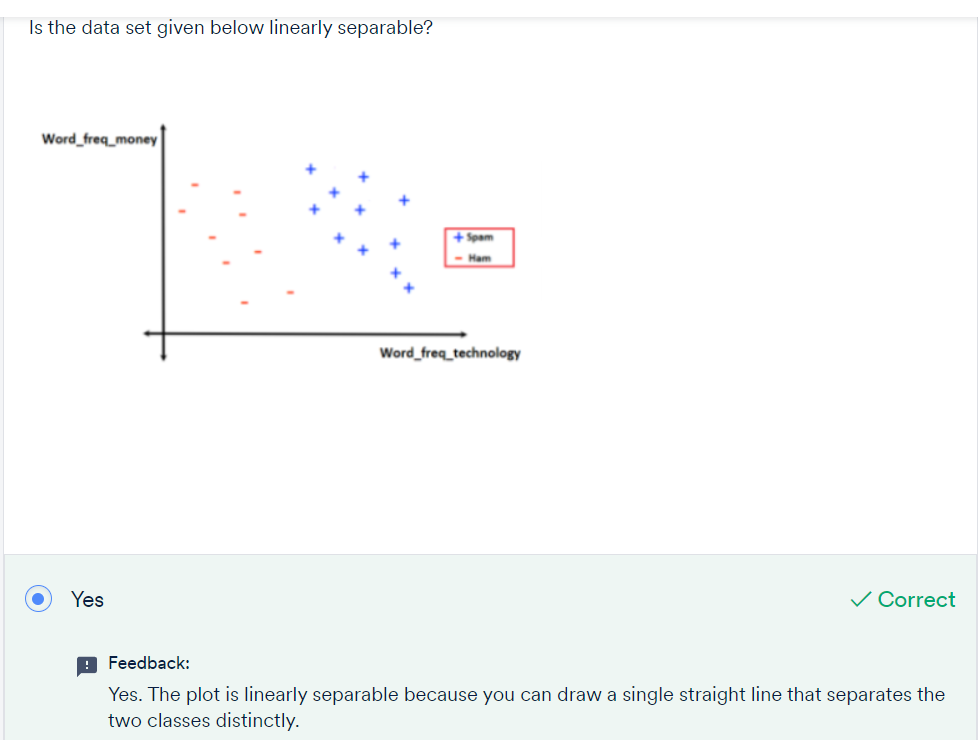 Is the data set given below linearly separable?
Word_freq_money
+ Spam
- Ham
Word_freq_technology
Yes
✓ Correct
Feedback:
Yes. The plot is linearly separable because you can draw a single straight line that separates the
two classes distinctly.